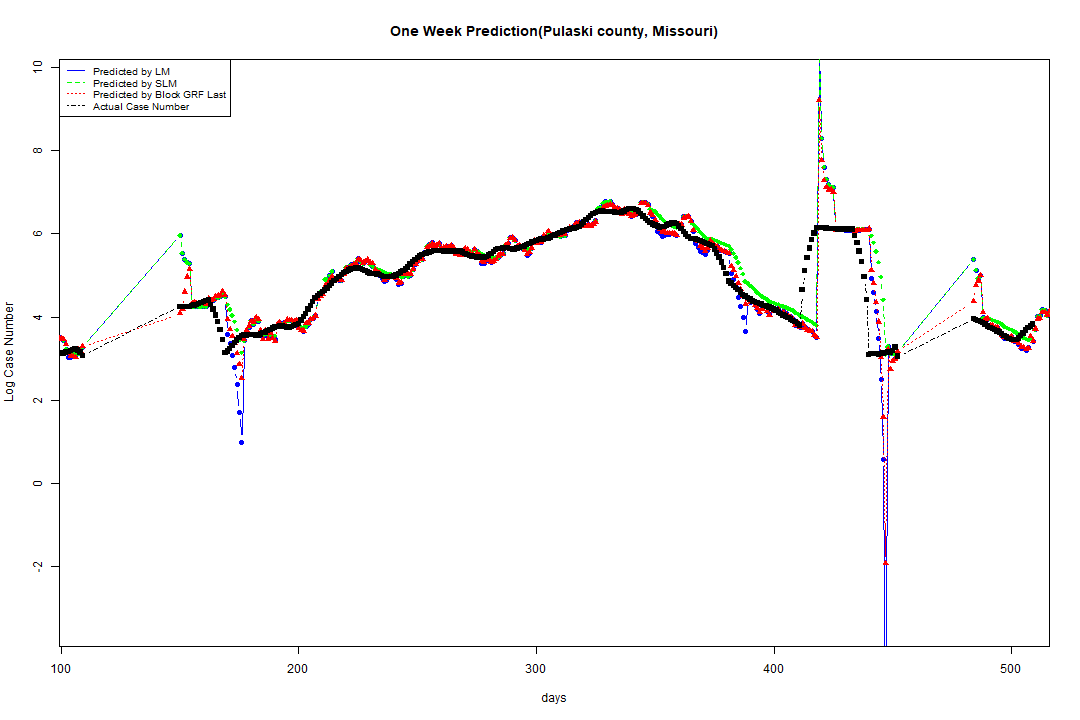 One Week Prediction(Pulaski county, Missouri)
Predicted by LM
Predicted by SLM
Predicted by Block GRF Last
Actual Case Number
10
8
6
4
2
0
-2
Log Case Number
100 200 300 400 500
days